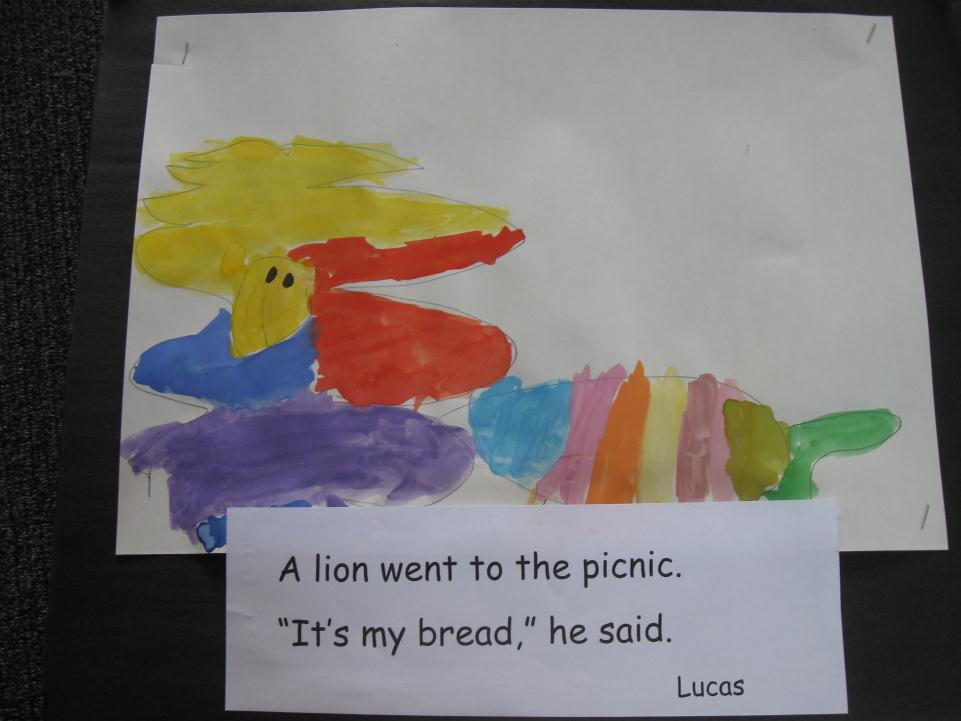 A lion went to the picnic.
“It’s my bread,” he said.
Lucas